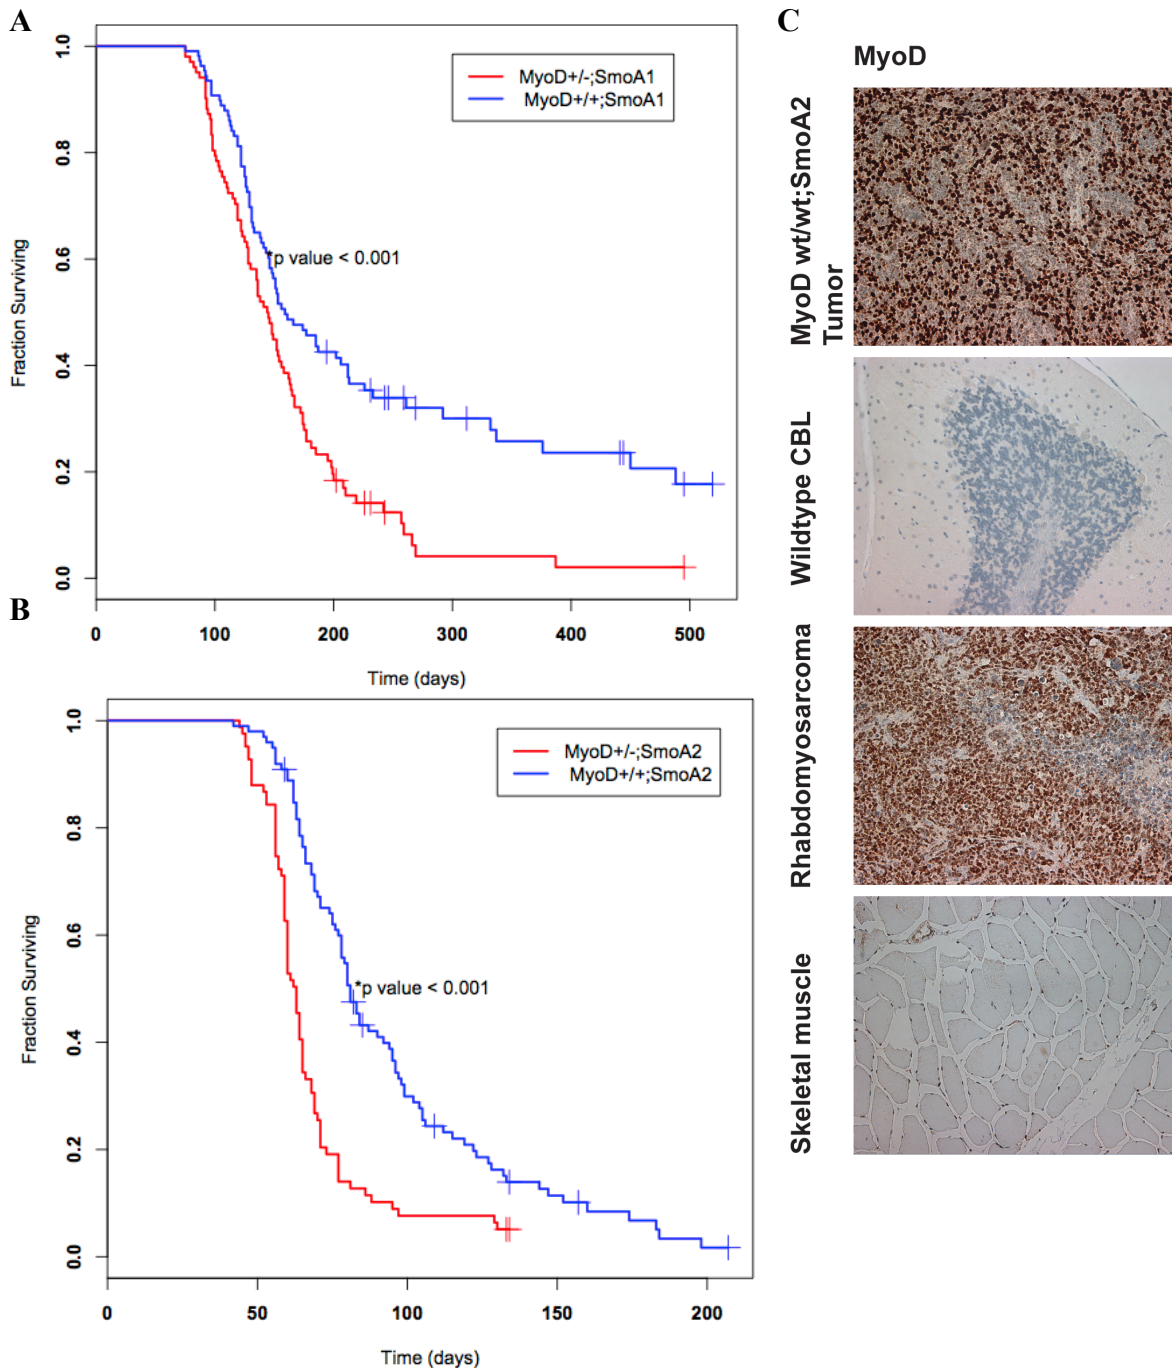 A
1.0
0.8
0.6
0.4
0.2
0.0
Fraction Surviving
MyoD+/-;SmoA1
MyoD+/+;SmoA1
*p value < 0.001
0 100 200 300 400 500
Time (days)
B
1.0
0.8
0.6
0.4
0.2
0.0
Fraction Surviving
MyoD+/-;SmoA2
MyoD+/+;SmoA2
*p value < 0.001
0 50 100 150 200
Time (days)
C
MyoD
MyoD wt/wt;SmoA2
Tumor
Wildtype CBL
Rhabdomyosarcoma
Skeletal muscle